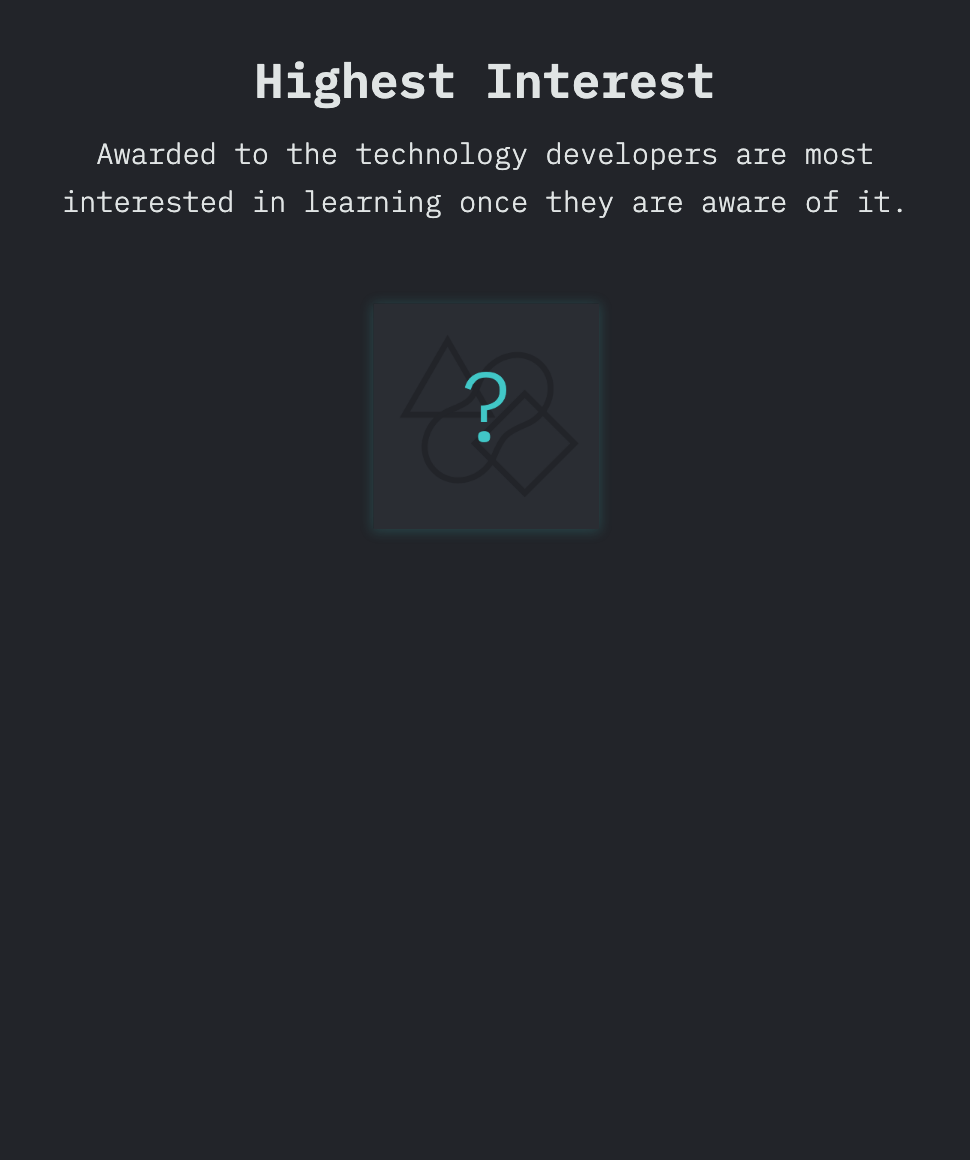 Highest Interest
Awarded to the technology developers are most
interested in learning once they are aware of it.
?